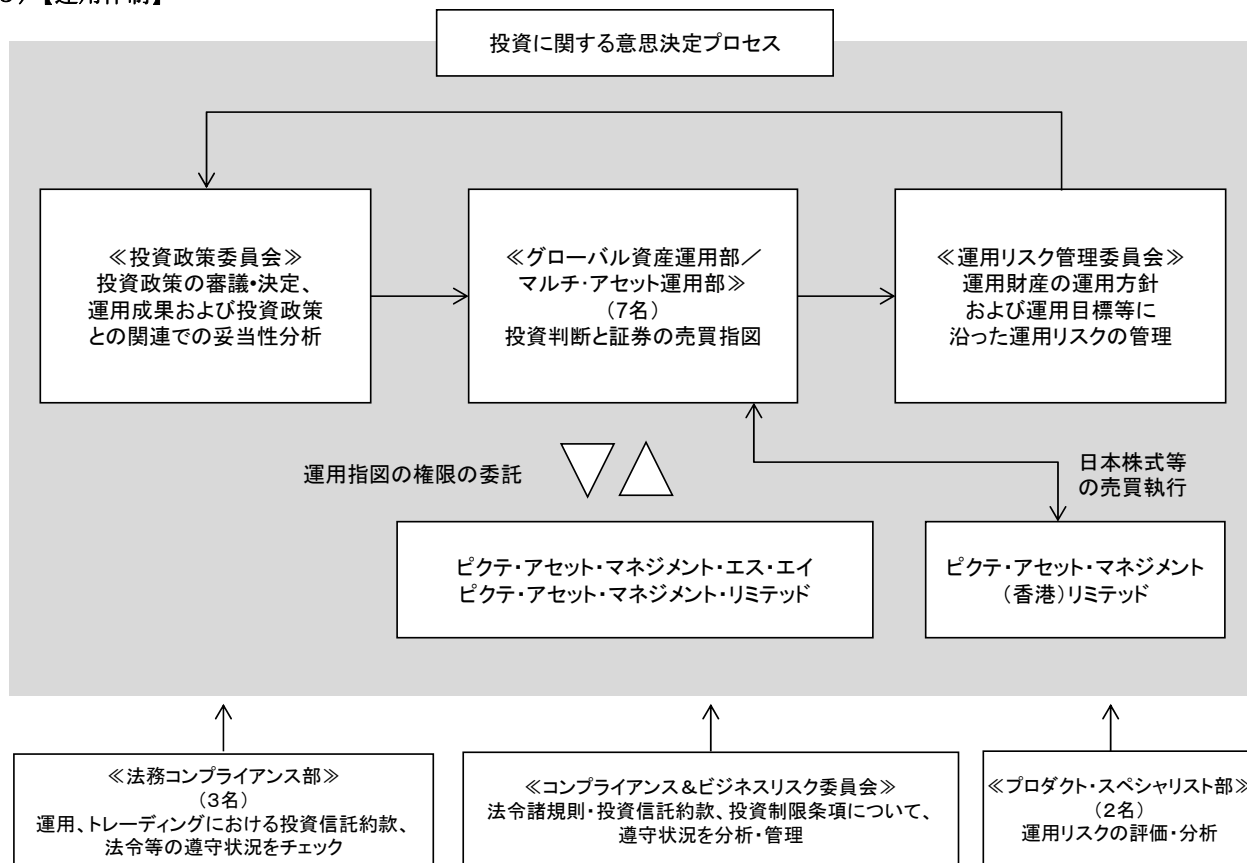 【運用体制】
投資に関する意思決定プロセス
≪投資政策委員会≫
投資政策の審議・決定、
運用成果および投資政策
との関連での妥当性分析
≪グローバル資産運用部／
マルチ・アセット運用部≫
(7名)
投資判断と証券の売買指図
≪運用リスク管理委員会≫
運用財産の運用方針
および運用目標等に
沿った運用リスクの管理
運用指図の権限の委託
日本株式等
の売買執行
ピクテ・アセット・マネジメント・エス・エイ
ピクテ・アセット・マネジメント・リミテッド
ピクテ・アセット・マネジメント
(香港)リミテッド
≪法務コンプライアンス部≫
(3名)
運用、トレーディングにおける投資信託約款、
法令等の遵守状況をチェック
≪コンプライアンス＆ビジネスリスク委員会≫
法令諸規則・投資信託約款、投資制限条項について、
遵守状況を分析・管理
≪プロダクト・スペシャリスト部≫
(2名)
運用リスクの評価・分析